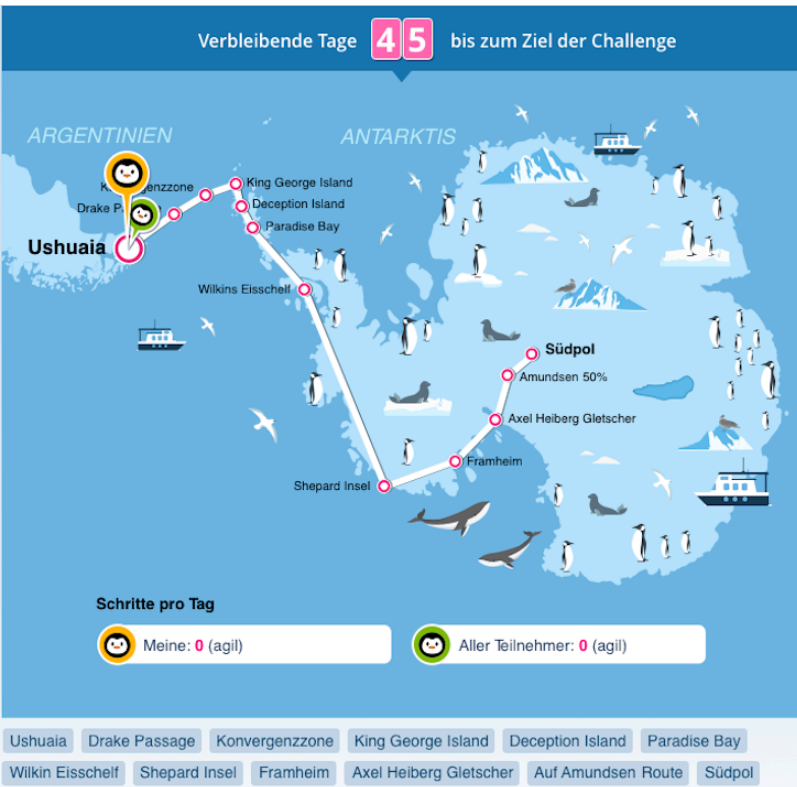 Verbleibende Tage 45 bis zum Ziel der Challenge
ARGENTINIEN
ANTARKTIS
King George Island
Drake
Deception Island
Paradise Bay
Ushuaia
Wilkins Eisschelf
Südpol
Amundsen 50%
Axel Heiberg Gletscher
Framheim
Shepard Insel
Schritte pro Tag
Meine: 0 (agil)
Aller Teilnehmer: 0 (agil)
Ushuaia Drake Passage Konvergenzzone King George Island Deception Island Paradise Bay
Wilkin Eisschelf Shepard Insel Framheim Axel Heiberg Gletscher Auf Amundsen Route Südpol